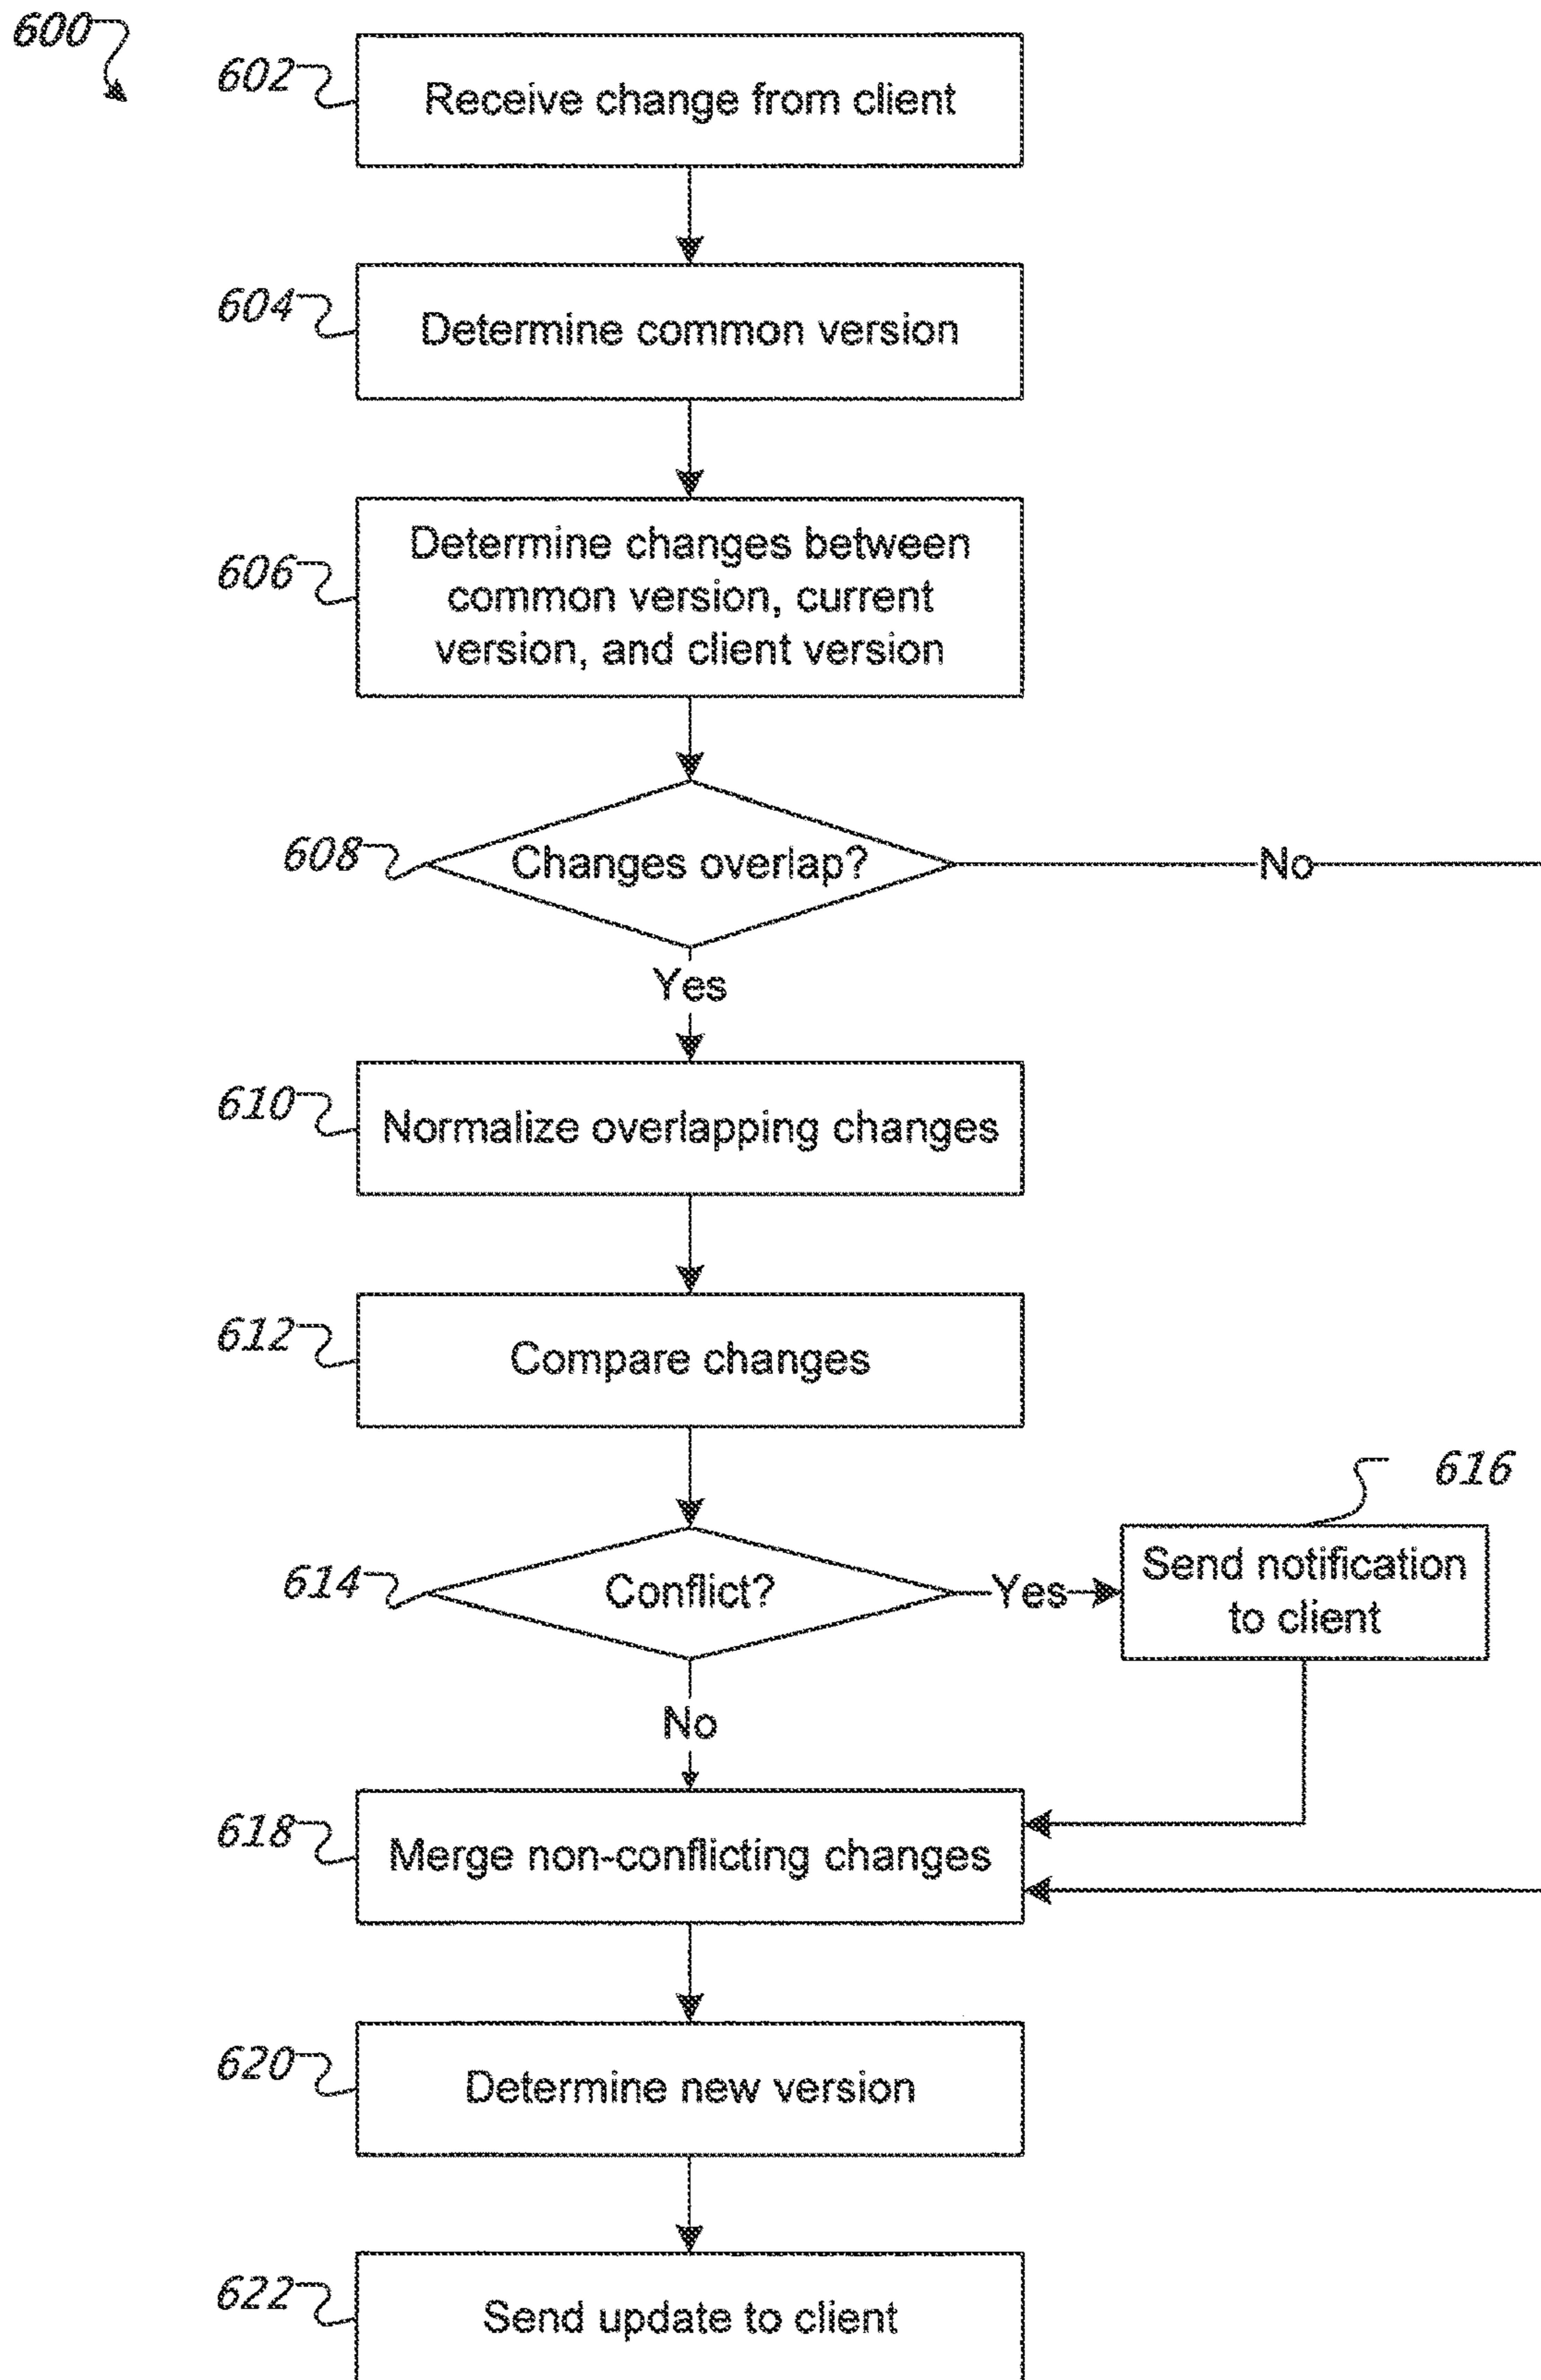 600
602
Receive change from client
604
Determine common version
606
Determine changes between
common version, current
version, and client version
608
Changes overlap?
No
Yes
610
Normalize overlapping changes
612
Compare changes
616
614
Conflict?
Yes
Send notification
to client
No
618
Merge non-conflicting changes
620
Determine new version
622
Send update to client